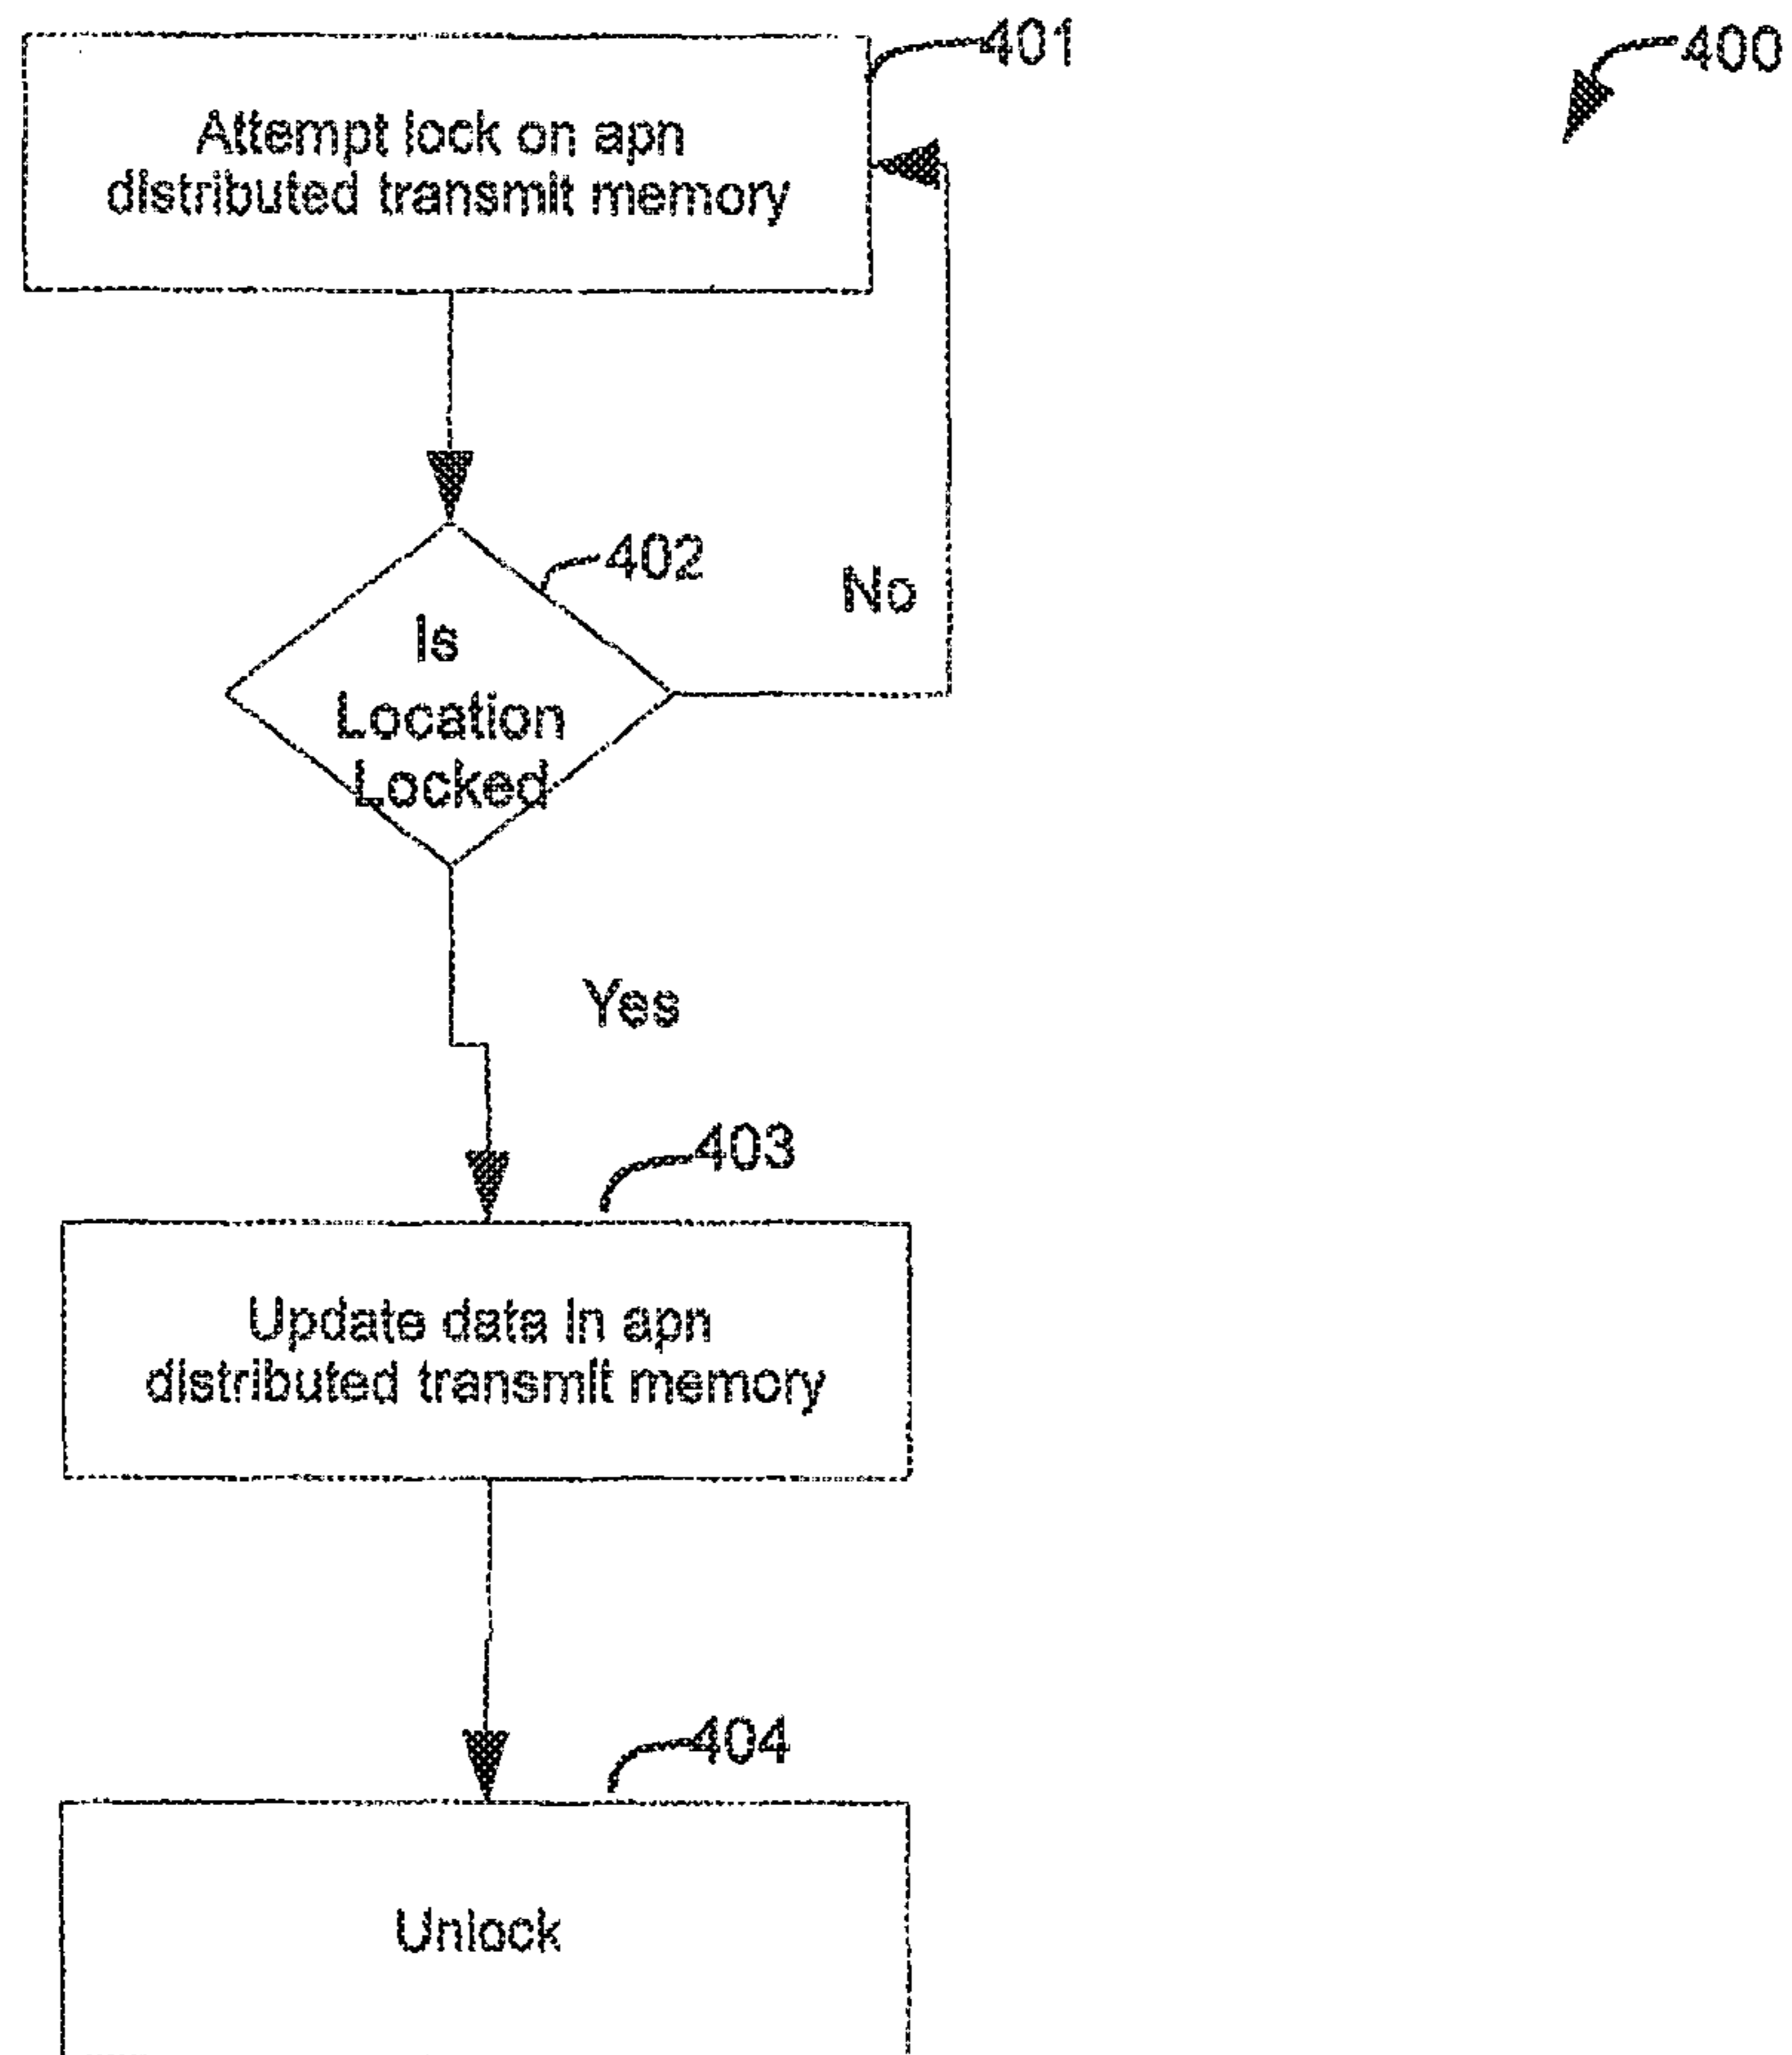 401
400
Attempt lock on apn
distributed transmit memory
402
No
Is
Location
Locked
Yes
403
Update data in apn
distributed transmit memory
404
Unlock